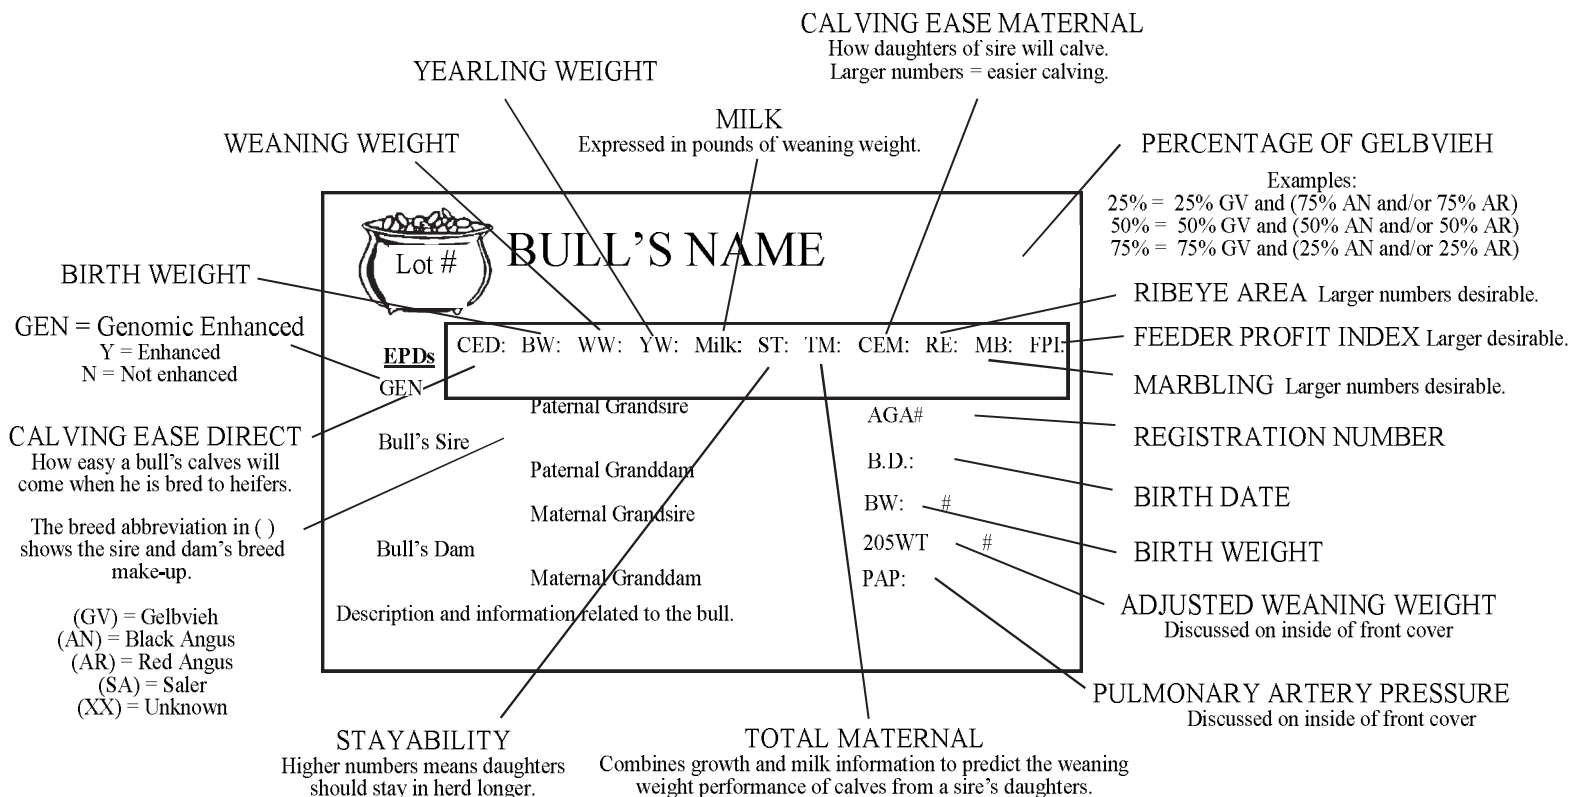 CALVING EASE MATERNAL
How daughters of sire will calve.
Larger numbers = easier calving.
YEARLING WEIGHT
MILK
Expressed in pounds of weaning weight.
WEANING WEIGHT
PERCENTAGE OF GELBVIEH
Examples:
25% = 25% GV and (75% AN and/or 75% AR)
50% = 50% GV and (50% AN and/or 50% AR)
75% = 75% GV and (25% AN and/or 25% AR)
BULL'S NAME
Lot #
BIRTH WEIGHT
GEN = Genomic Enhanced
Y = Enhanced
N = Not enhanced
RIBEYE AREA Larger numbers desirable.
FEEDER PROFIT INDEX Larger desirable.
MARBLING Larger numbers desirable.
EPDs
GEN
CED: BW: WW: YW: Milk: ST: TM: CEM: RE: MB: FPI:
CALVING EASE DIRECT
How easy a bull's calves will
come when he is bred to heifers.
The breed abbreviation in ( )
shows the sire and dam's breed
make-up.
(GV) = Gelbvieh
(AN) = Black Angus
(AR) = Red Angus
(SA) = Saler
(XX) = Unknown
Paternal Grandsire
Bull's Sire
Paternal Granddam
Maternal Grandsire
Bull's Dam
Maternal Granddam
Description and information related to the bull.
AGA#
B.D.:
BW: #
205WT #
PAP:
REGISTRATION NUMBER
BIRTH DATE
BIRTH WEIGHT
ADJUSTED WEANING WEIGHT
Discussed on inside of front cover
PULMONARY ARTERY PRESSURE
Discussed on inside of front cover
STAYABILITY
Higher numbers means daughters
should stay in herd longer.
TOTAL MATERNAL
Combines growth and milk information to predict the weaning
weight performance of calves from a sire's daughters.